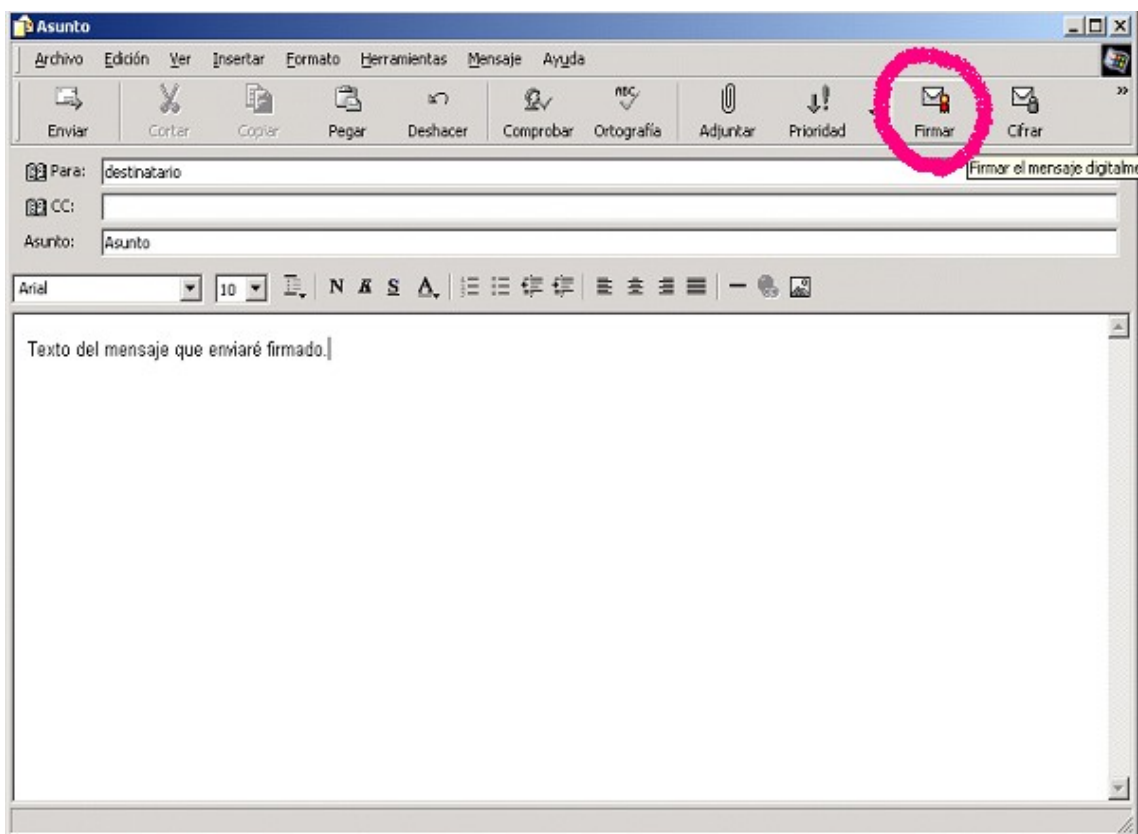 Asunto
Archivo Edición Ver Insertar Formato Herramientas Mensaje Ayuda
Enviar Cortar Copiar Pegar Deshacer Comprobar Ortografía Adjuntar Prioridad Firmar Cifrar
Para: destinatario
Firmar el mensaje digitalme
CC:
Asunto: Asunto
Arial 10 N K S A
Texto del mensaje que enviaré firmado.